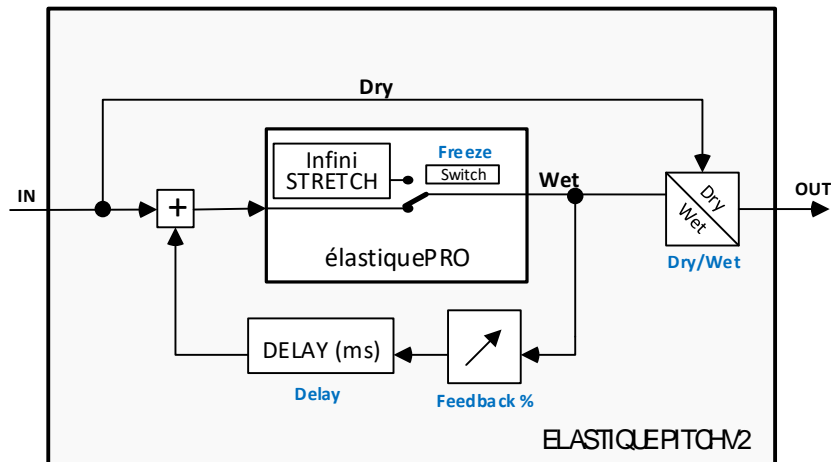 Dry
Infini
STRETCH
Freeze
Switch
Wet
IN
+
Dry
Wet
OUT
élastiquePRO
Dry/Wet
DELAY (ms)
Delay
Feedback %
ELASTIQUEPITCHV2